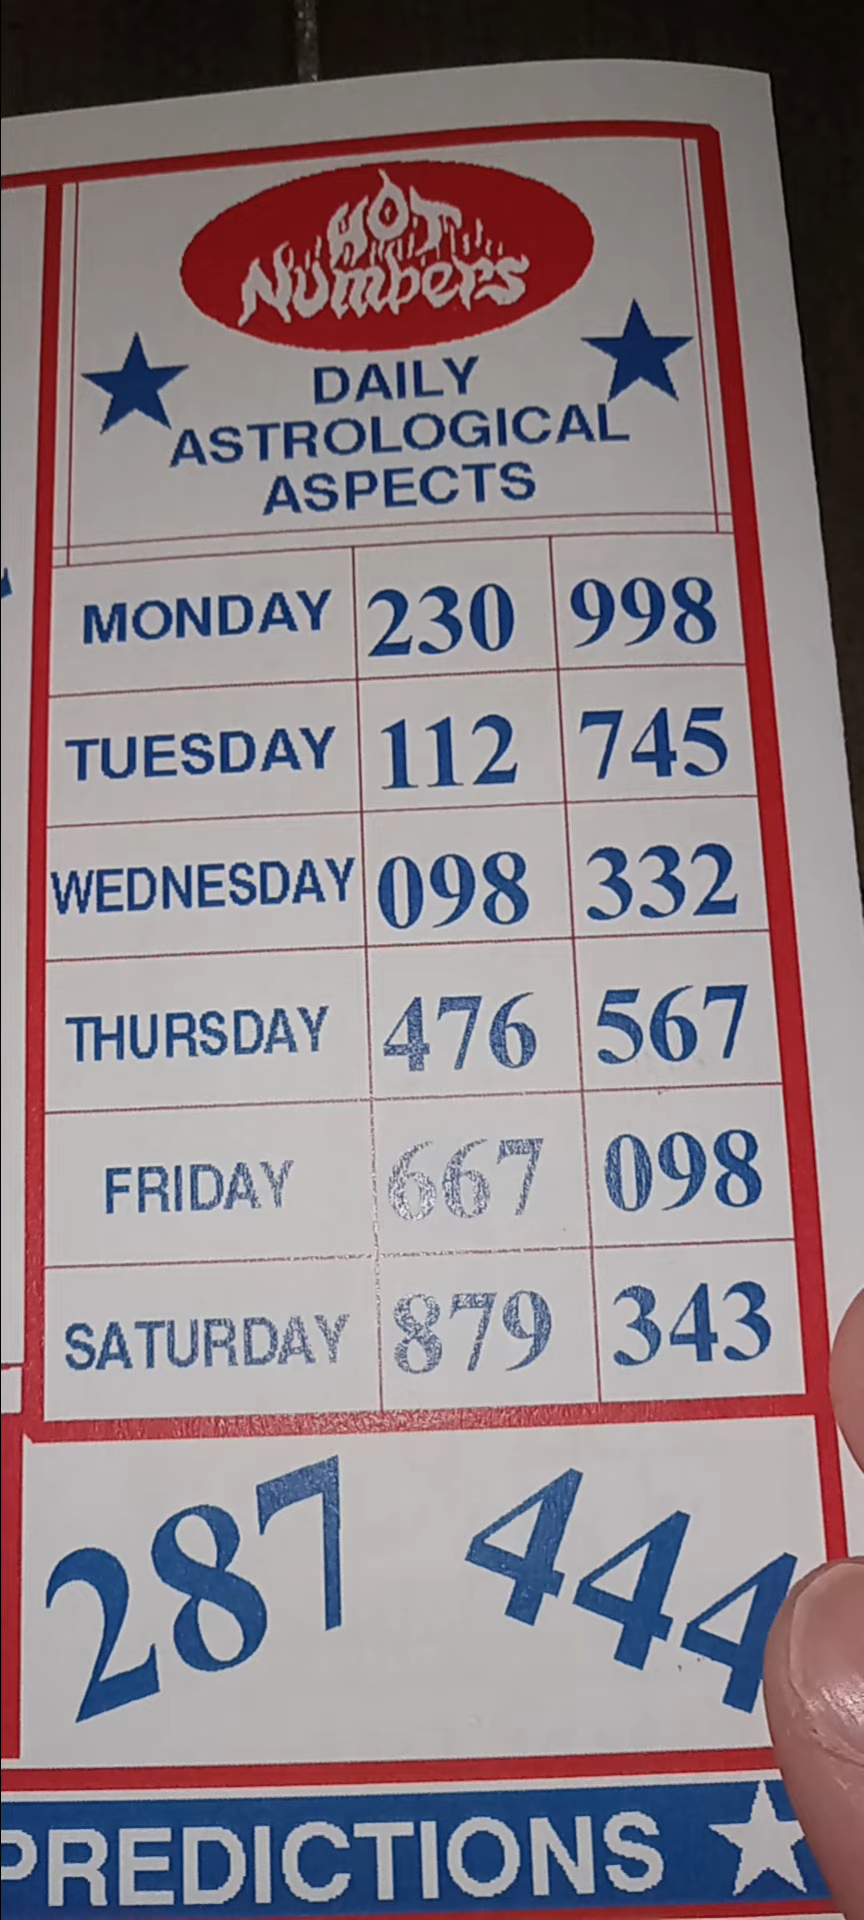 HOT
Numbers
DAILY
ASTROLOGICAL
ASPECTS
MONDAY 230 998
TUESDAY 112 745
WEDNESDAY 098 332
THURSDAY 476 567
FRIDAY 667 098
SATURDAY 879 343
287 444
PREDICTIONS